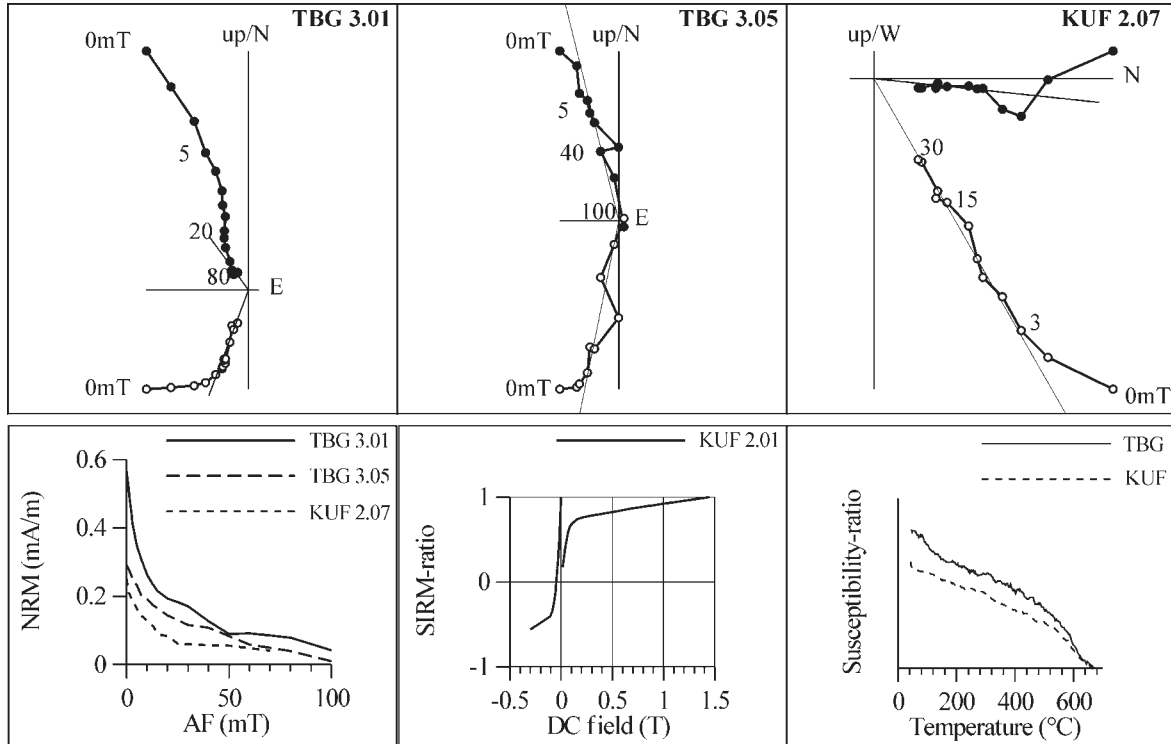 TBG 3.01
up/N
0mT
5
20
80
E
0mT
TBG 3.05
up/N
0mT
5
40
100
E
0mT
KUF 2.07
up/W
N
30
15
3
0mT
TBG 3.01
TBG 3.05
KUF 2.07
NRM (mA/m)
0.6
0.4
0.2
0
0 50 100
AF (mT)
KUF 2.01
SIRM-ratio
1
0
-1
-0.5 0 0.5 1 1.5
DC field (T)
TBG
KUF
Susceptibility-ratio
0 200 400 600
Temperature (°C)